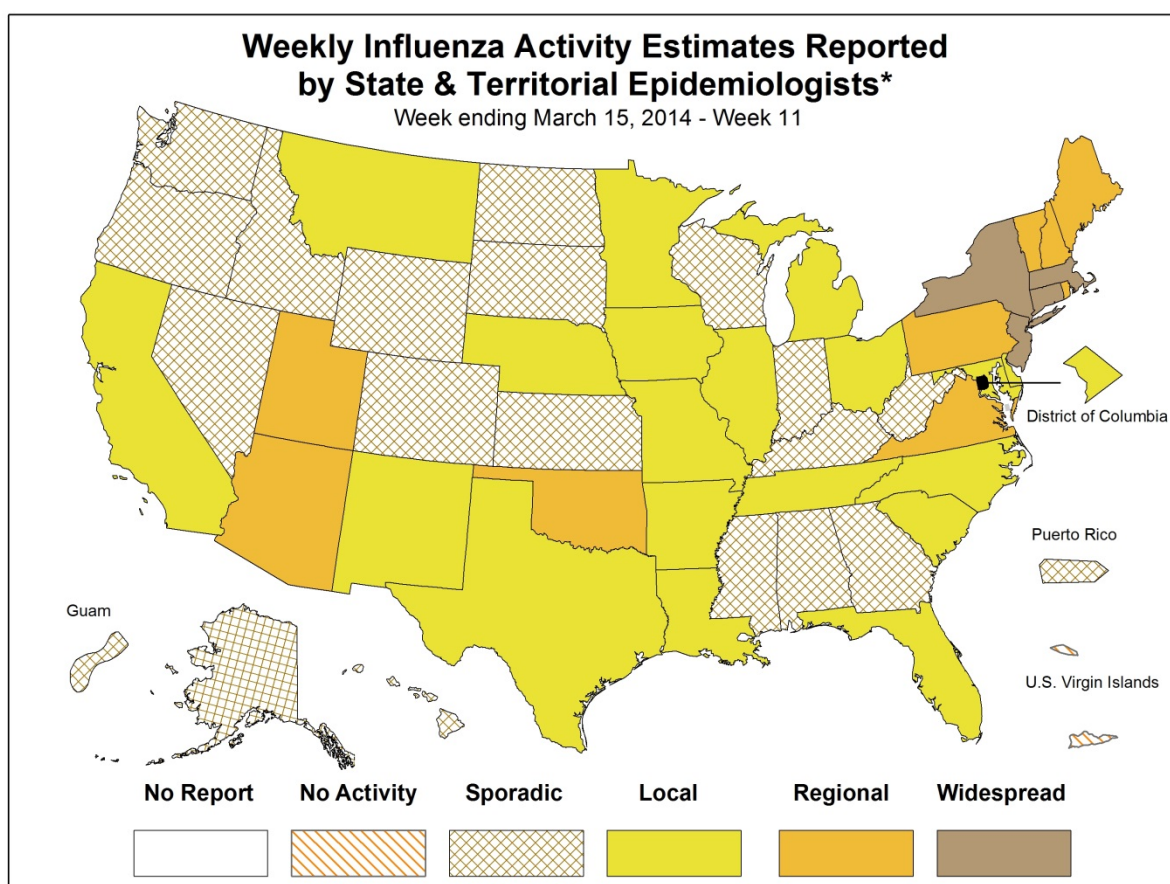 Weekly Influenza Activity Estimates Reported
by State & Territorial Epidemiologists*
Week ending March 15, 2014 - Week 11
District of Columbia
Puerto Rico
Guam
U.S. Virgin Islands
No Report No Activity Sporadic Local Regional Widespread